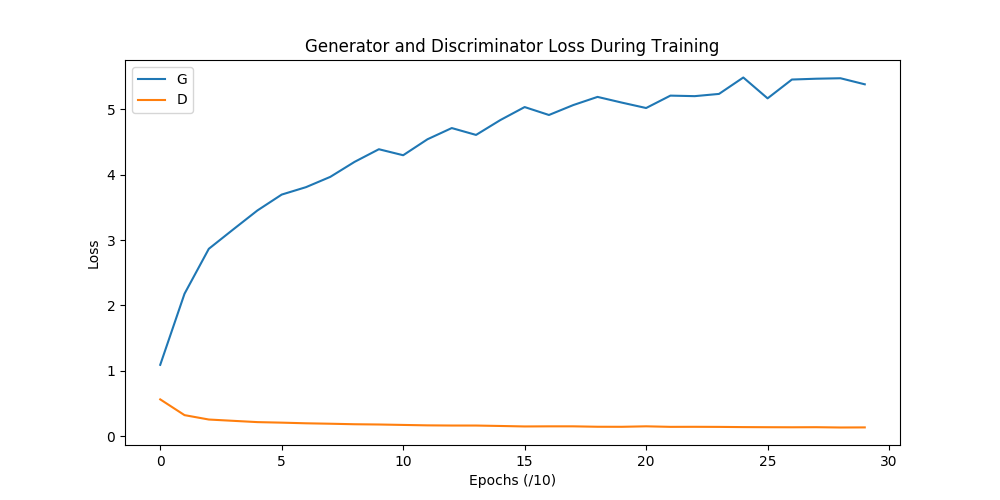 Generator and Discriminator Loss During Training
G
D
Loss
5
4
3
2
1
0
0 5 10 15 20 25 30
Epochs (/10)